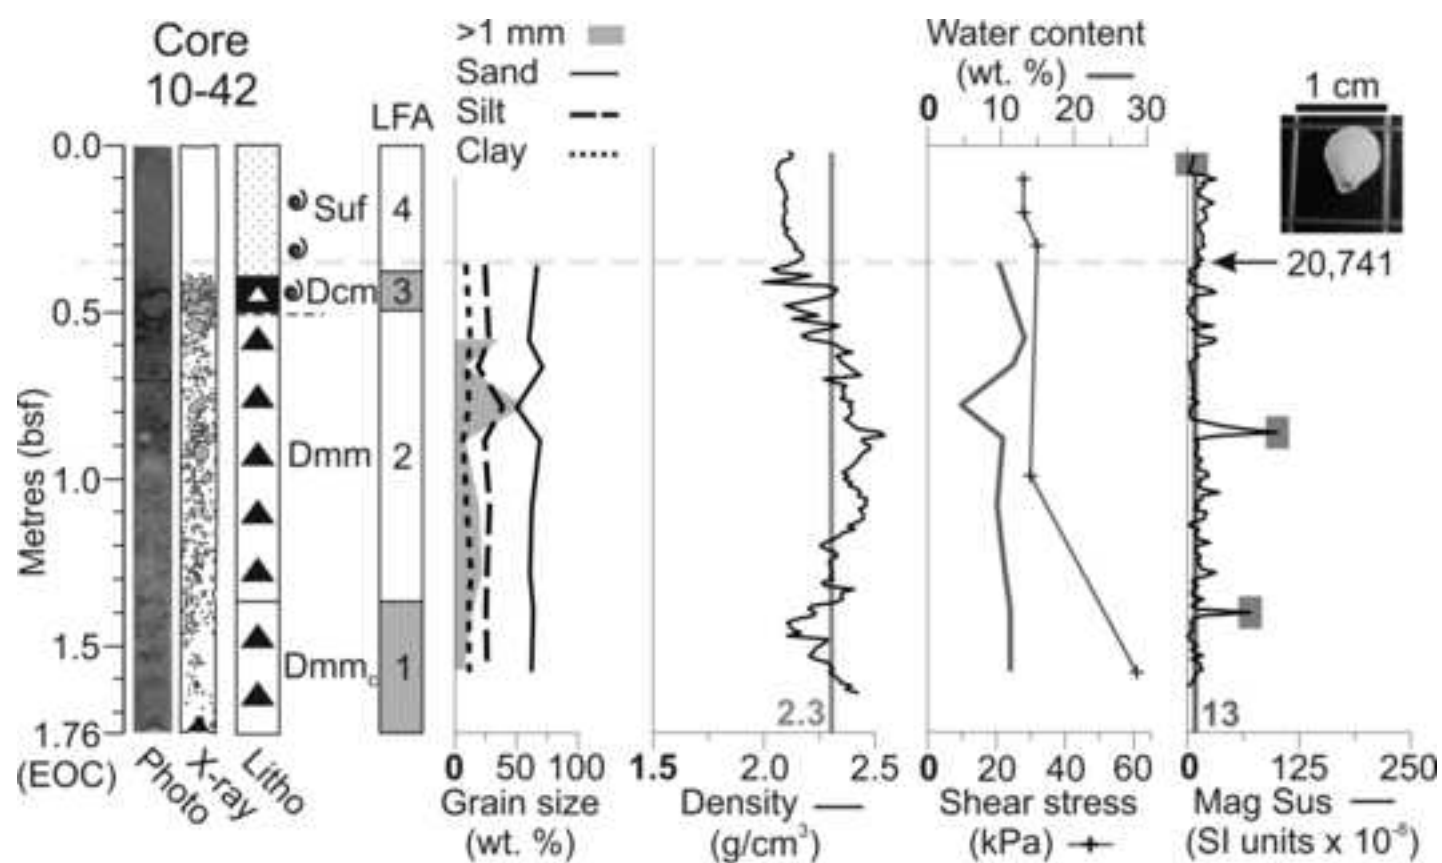 Core
10-42
LFA
>1 mm
Sand
Silt
Clay
Water content
(wt. %)
0 10 20 30
1 cm
0.0
0.5
1.0
1.5
1.76
(EOC)
Metres (bsf)
Suf
Dcm
Dmm
Dmm
4
3
2
1
20,741
2.3
13
Photo
X-ray
Litho
0 50 100
Grain size
(wt. %)
1.5 2.0 2.5
Density
(g/cm³)
0 20 40 60
Shear stress
(kPa)
0 125 250
Mag Sus
(SI units x 10⁻⁸)